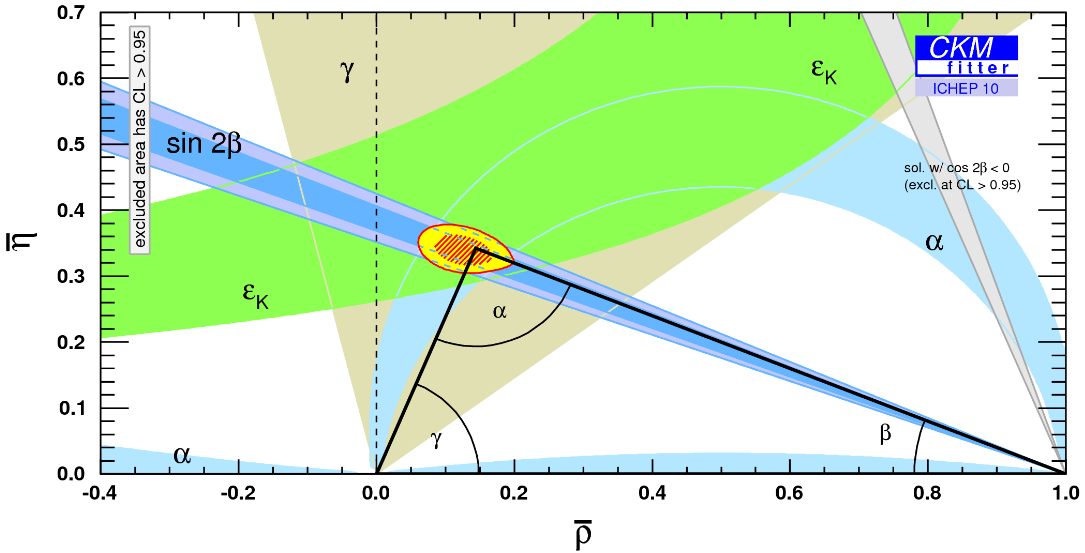 0.7
0.6
0.5
0.4
0.3
0.2
0.1
0.0
-0.4
-0.2
0.0
0.2
0.4
0.6
0.8
1.0
η̅
ρ̅
excluded area has CL > 0.95
γ
εK
CKM
fitter
ICHEP 10
sin 2β
sol. w/ cos 2β < 0
(excl. at CL > 0.95)
α
εK
α
γ
β
α